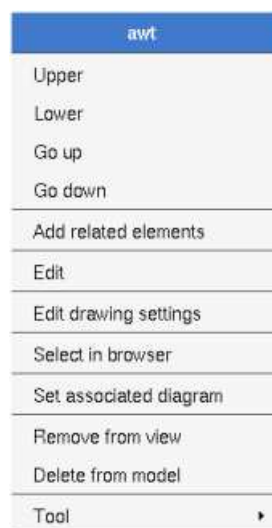 awt
Upper
Lower
Go up
Go down
Add related elements
Edit
Edit drawing settings
Select in browser
Set associated diagram
Remove from view
Delete from model
Tool